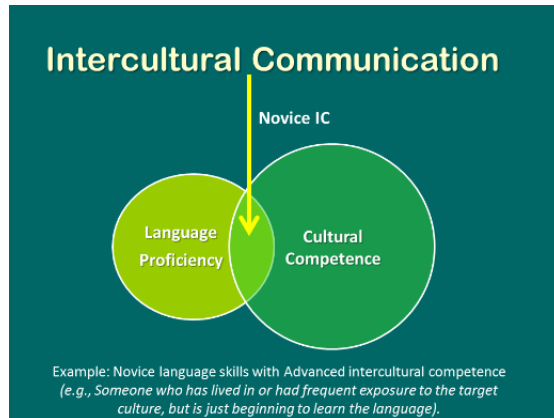 Intercultural Communication
Novice IC
Language
Proficiency
Cultural
Competence
Example: Novice language skills with Advanced intercultural competence
(e.g., Someone who has lived in or had frequent exposure to the target
culture, but is just beginning to learn the language).